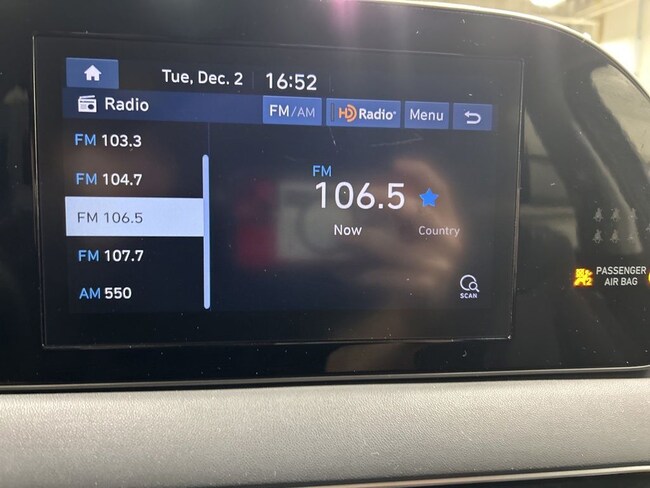 Tue, Dec. 2 16:52
Radio FM/AM HD Radio Menu
FM 103.3
FM 104.7
FM 106.5
FM 107.7
AM 550
FM
106.5
Now Country
SCAN
PASSENGER
AIR BAG